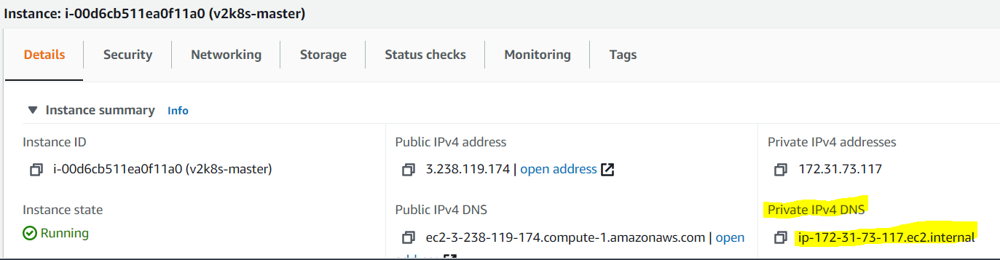 Instance: i-00d6cb511ea0f11a0 (v2k8s-master)
Details Security Networking Storage Status checks Monitoring Tags
Instance summary Info
Instance ID
i-00d6cb511ea0f11a0 (v2k8s-master)
Public IPv4 address
3.238.119.174 | open address
Private IPv4 addresses
172.31.73.117
Instance state
Running
Public IPv4 DNS
ec2-3-238-119-174.compute-1.amazonaws.com | open
Private IPv4 DNS
ip-172-31-73-117.ec2.internal